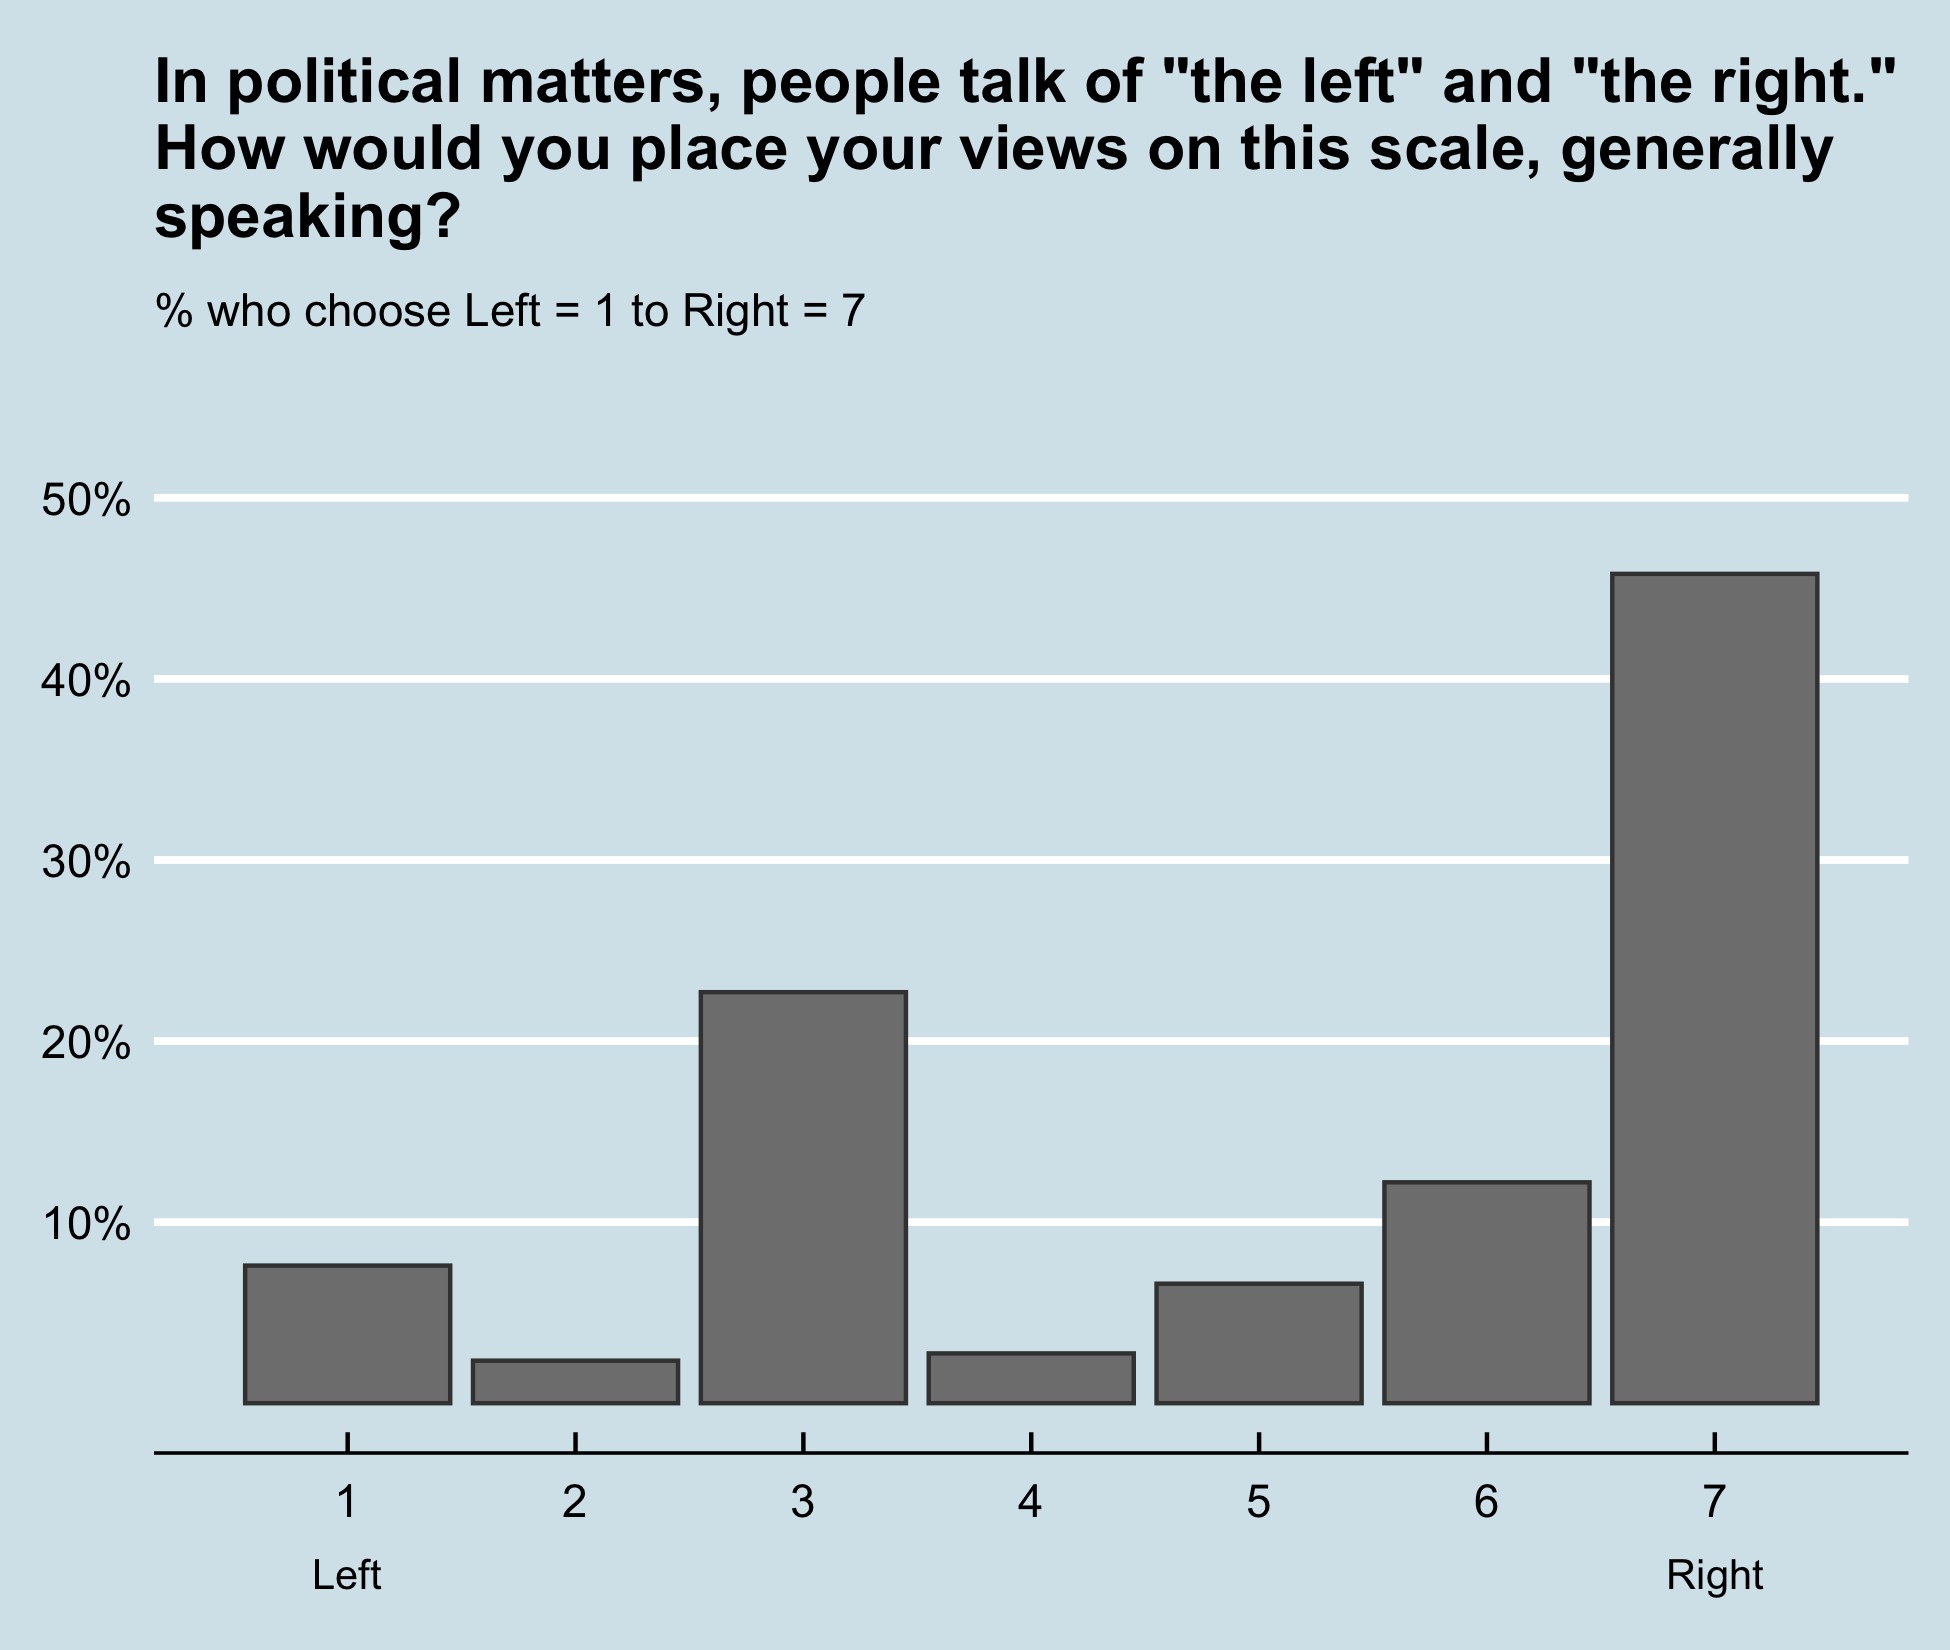 In political matters, people talk of "the left" and "the right."
How would you place your views on this scale, generally
speaking?
% who choose Left = 1 to Right = 7
50%
40%
30%
20%
10%
1 2 3 4 5 6 7
Left Right